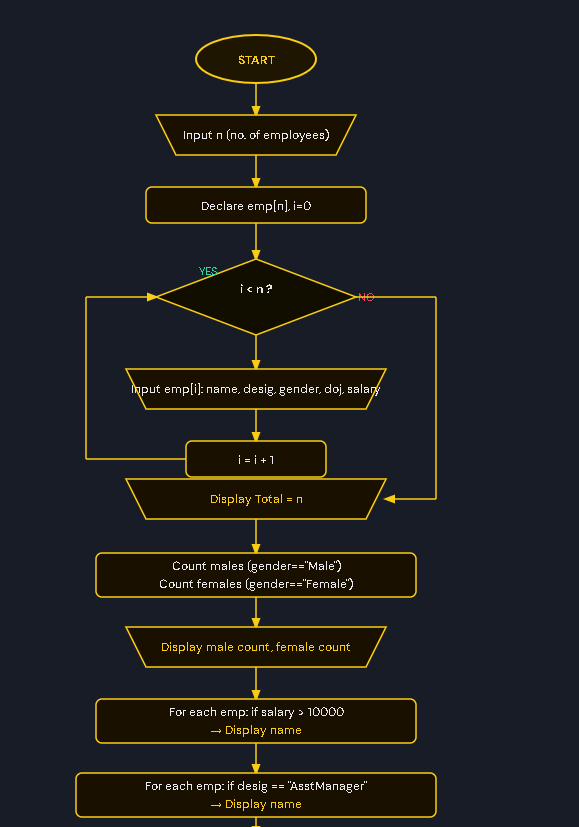 START
Input n (no. of employees)
Declare emp[n], i=0
YES
i < n ?
NO
Input emp[i]: name, desig, gender, doj, salary
i = i + 1
Display Total = n
Count males (gender=="Male")
Count females (gender=="Female")
Display male count, female count
For each emp: if salary > 10000
→ Display name
For each emp: if desig == "AsstManager"
→ Display name